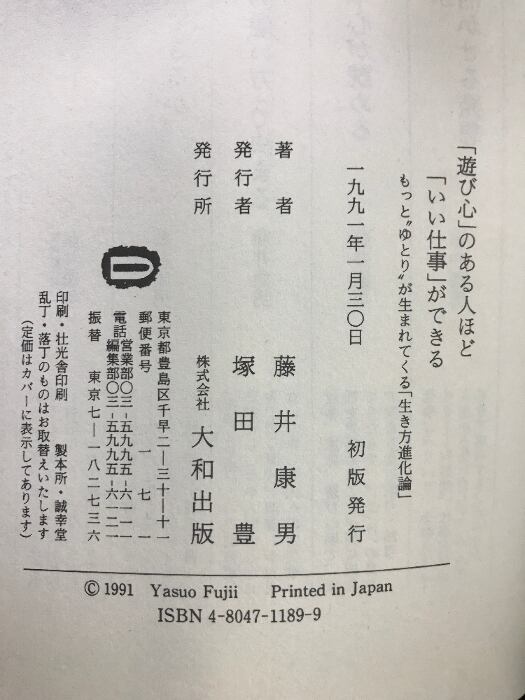 「遊び心」のある人ほど
「いい仕事」ができる
もっと〝ゆとり〟が生まれてくる「生き方進化論」
一九九一年一月三〇日　初版発行
著者　藤井康男
発行者　塚田豊
発行所　株式会社　大和出版
東京都豊島区千早二―三十―十一
郵便番号　一七一
電話　営業部〇三―五九九五―六一一一
編集部〇三―五九九五―六一二一
振替　東京七―一八二七三六
印刷・壮光舎印刷　製本所・誠幸堂
乱丁・落丁のものはお取替えいたします
（定価はカバーに表示してあります）
© 1991 Yasuo Fujii Printed in Japan
ISBN 4-8047-1189-9